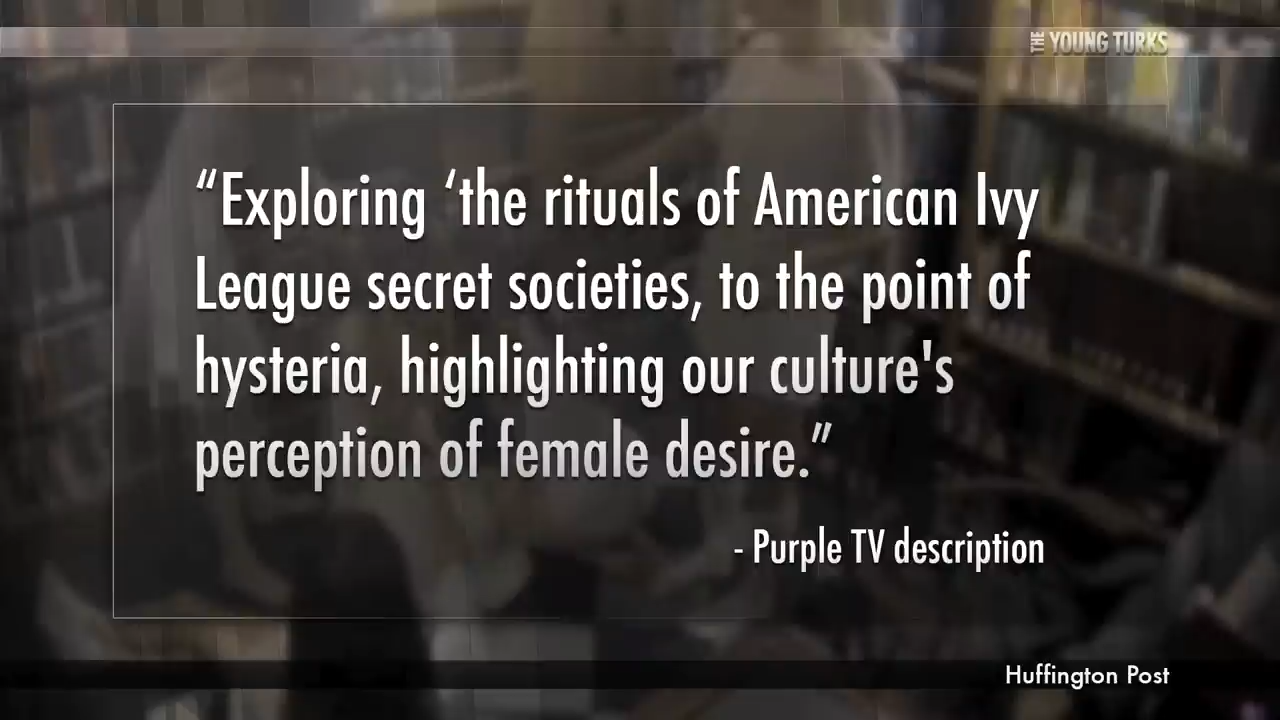 THE YOUNG TURKS
“Exploring ‘the rituals of American Ivy
League secret societies, to the point of
hysteria, highlighting our culture's
perception of female desire.”
- Purple TV description
Huffington Post